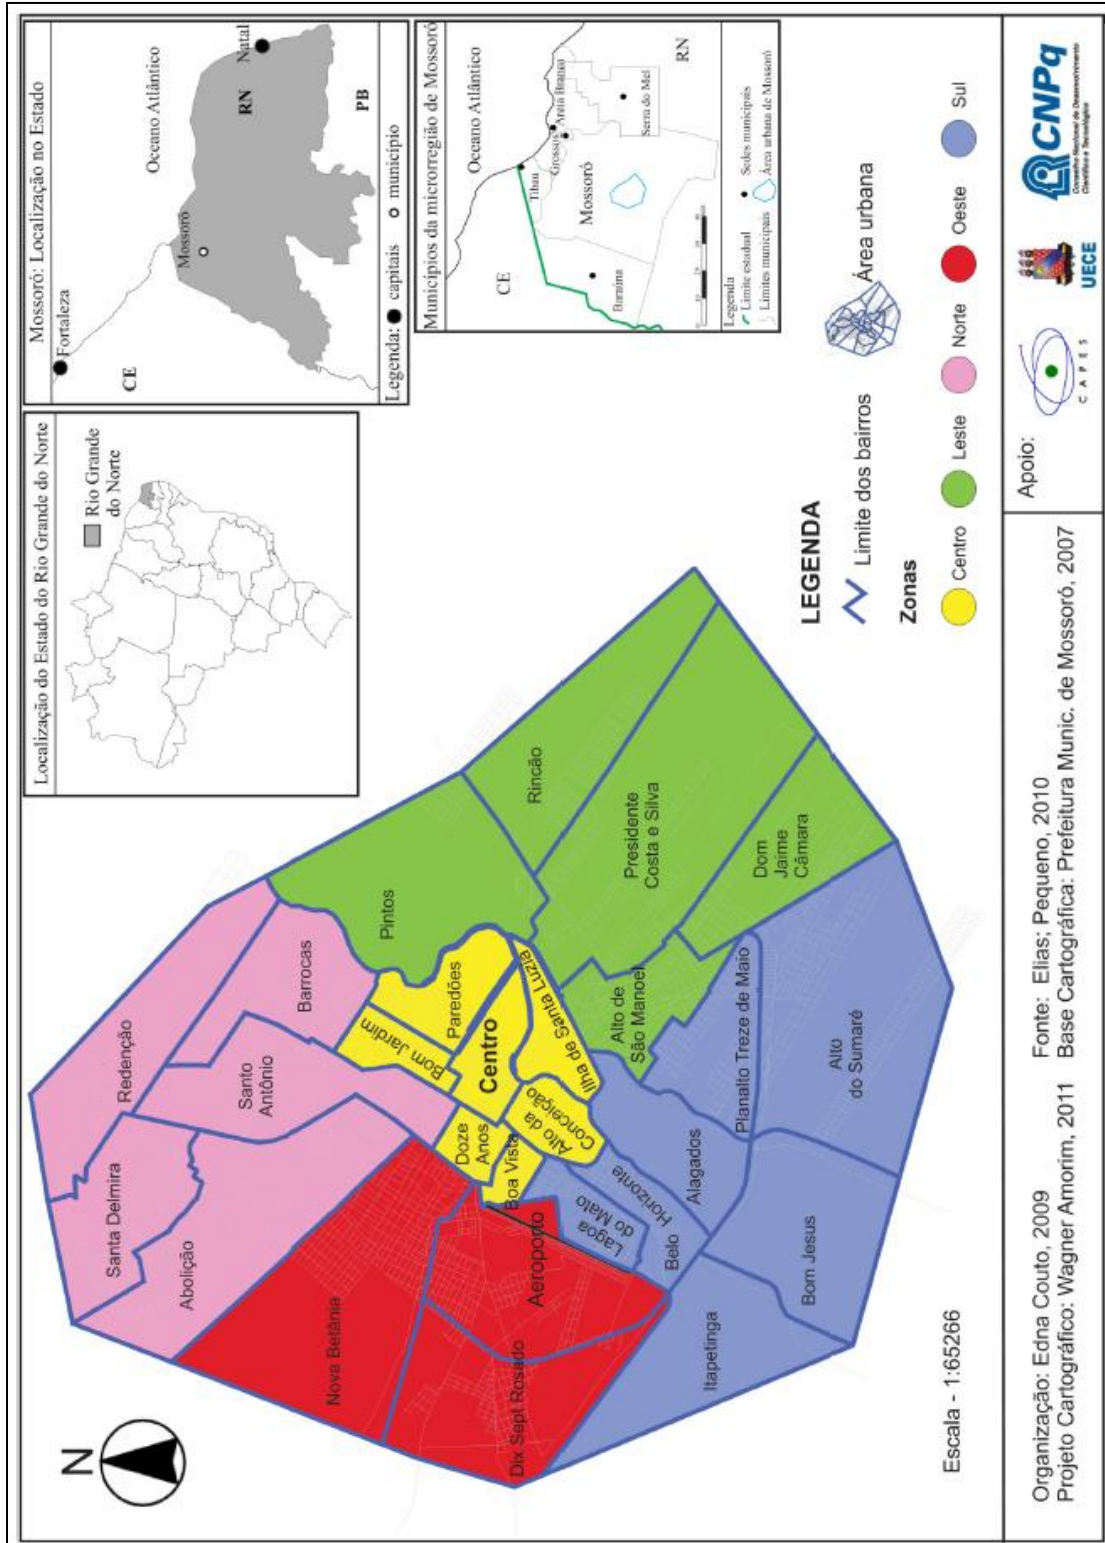 N
Localização do Estado do Rio Grande do Norte
Rio Grande
do Norte
Mossoró: Localização no Estado
Fortaleza
CE
Oceano Atlântico
Mossoró
RN
Natal
PB
Legenda: capitais município
Municípios da microrregião de Mossoró
Oceano Atlântico
CE
Tibau
Grossos
Areia Branca
Mossoró
Serra do Mel
Baraúna
RN
Legenda
Limite estadual
Limites municipais
Sedes municipais
Área urbana de Mossoró
Redenção
Santa Delmira
Abolição
Santo
Antônio
Barrocas
Pintos
Nova Betânia
Bom Jardim
Paredões
Doze
Anos
Centro
Boa Vista
Alto da
Conceição
Ilha de Santa Luzia
Rincão
Presidente
Costa e Silva
Dom
Jaime
Câmara
Alto de
São Manoel
Dix Sept Rosado
Aeroporto
Lagoa
do Mato
Belo
Horizonte
Alagados
Planalto Treze de Maio
Alto
do Sumaré
Itapetinga
Bom Jesus
LEGENDA
Limite dos bairros
Área urbana
Zonas
Centro
Leste
Norte
Oeste
Sul
Escala - 1:65266
Organização: Edna Couto, 2009
Projeto Cartográfico: Wagner Amorim, 2011
Fonte: Elias; Pequeno, 2010
Base Cartográfica: Prefeitura Munic. de Mossoró, 2007
Apoio:
CAPES
UECE
CNPq
Conselho Nacional de Desenvolvimento
Científico e Tecnológico